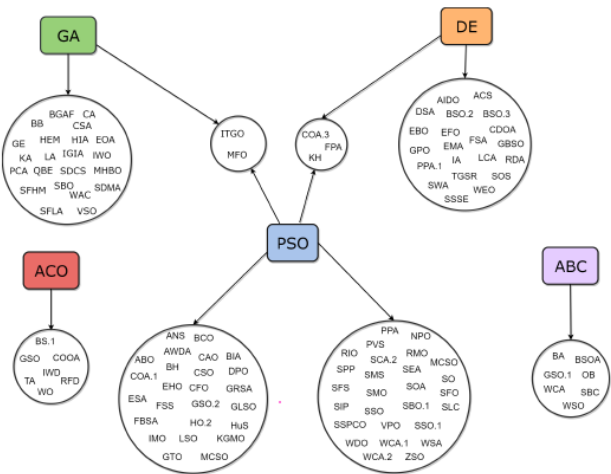 GA
DE
BGAF CA
BB CSA
GE HEM HIA EOA
KA LA IGIA IWO
PCA QBE SDCS MHBO
SFHM SBO SDMA
WAC
SFLA VSO
ITGO
MFO
COA.3
FPA
KH
AIDO ACS
DSA BSO.2 BSO.3
EBO EFO CDOA
FSA GBSO
GPO EMA
PPA.1 IA LCA RDA
TGSR SOS
SWA WEO
SSSE
PSO
ACO
ABC
BS.1
GSO COOA
IWD
TA RFD
WO
ANS BCO
AWDA
ABO CAO BIA
BH
COA.1 CSO DPO
EHO CFO GRSA
ESA
FSS GSO.2 GLSO
FBSA HO.2 HuS
IMO LSO KGMO
GTO MCSO
PPA NPO
PVS
RIO RMO
SCA.2 MCSO
SPP SEA
SMS SO
SFS SOA
SMO SFO
SIP SBO.1 SLC
SSO
SSPCO VPO SSO.1
WDO WCA.1 WSA
WCA.2 ZSO
BA BSOA
GSO.1 OB
WCA SBC
WSO